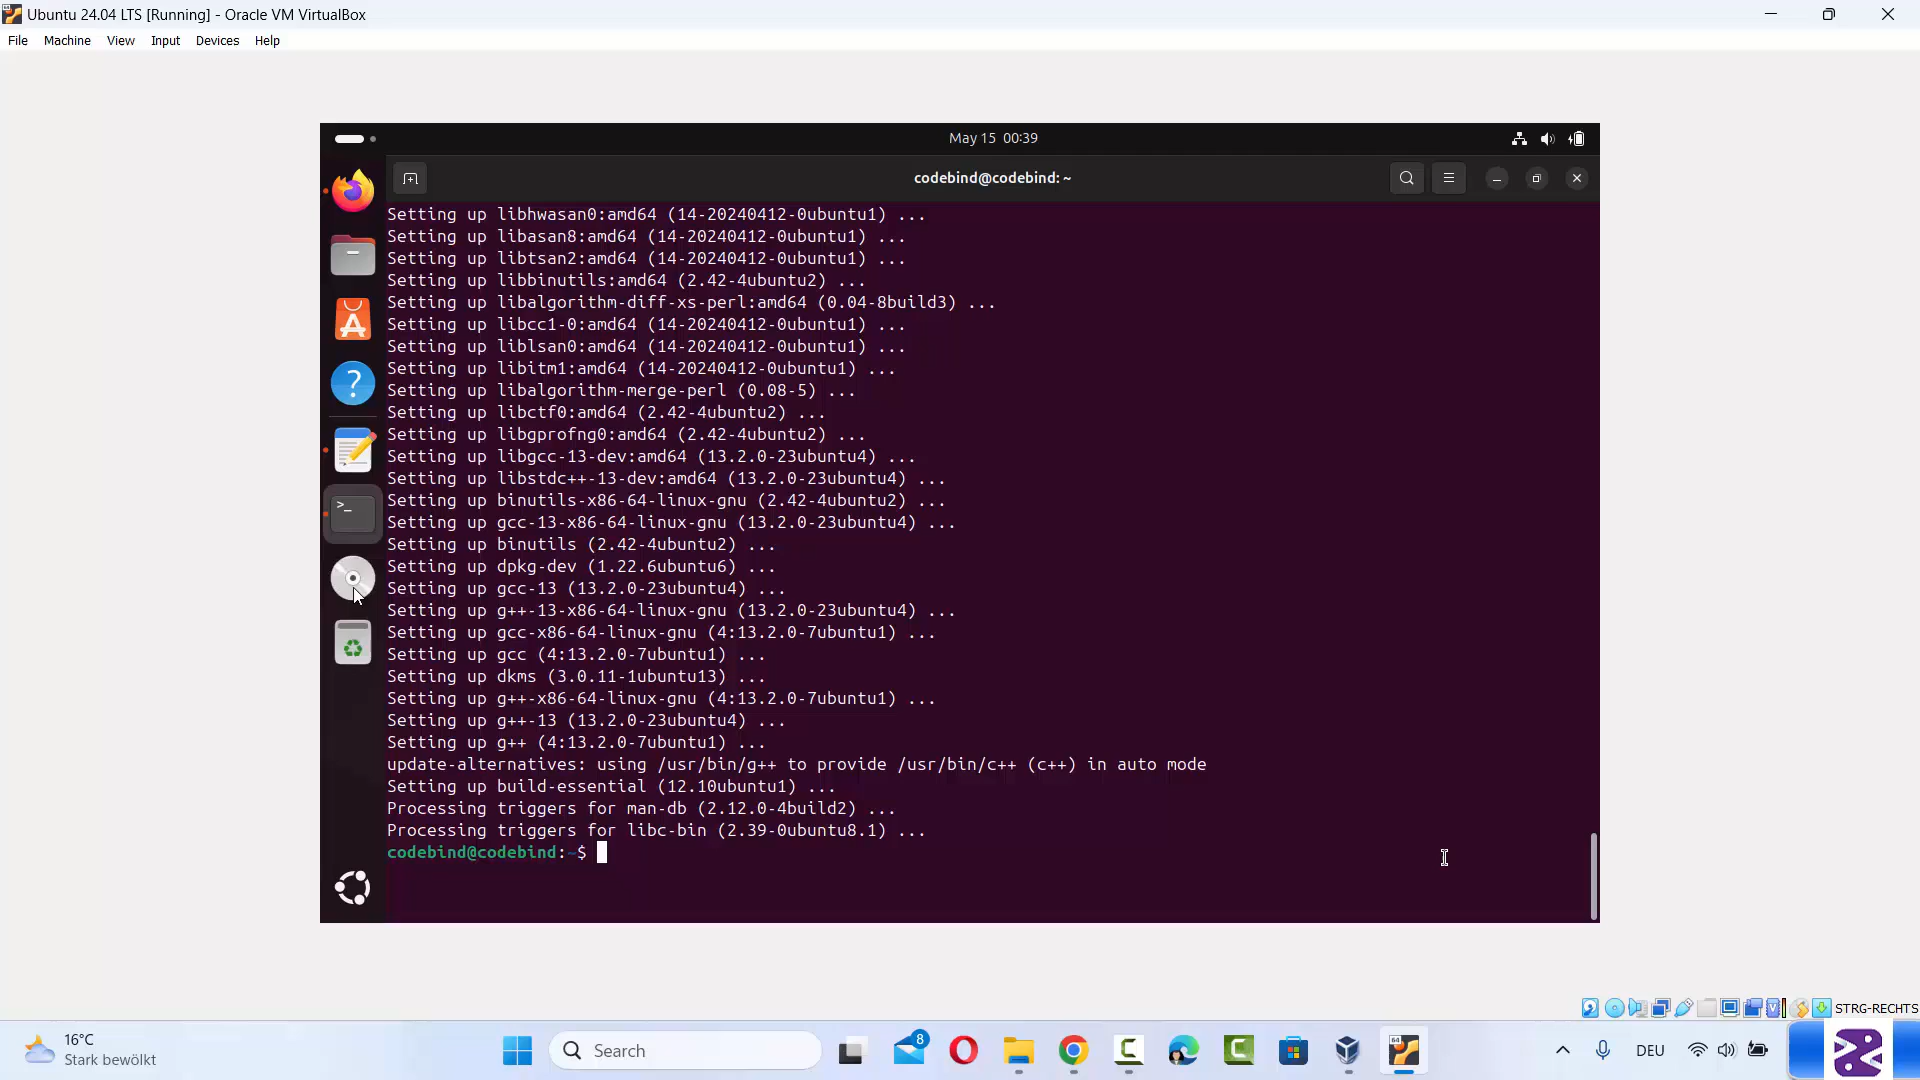 Ubuntu 24.04 LTS [Running] - Oracle VM VirtualBox
File Machine View Input Devices Help
May 15 00:39
codebind@codebind: ~
Setting up libhwasan0:amd64 (14-20240412-0ubuntu1) ...
Setting up libasan8:amd64 (14-20240412-0ubuntu1) ...
Setting up libtsan2:amd64 (14-20240412-0ubuntu1) ...
Setting up libbinutils:amd64 (2.42-4ubuntu2) ...
Setting up libalgorithm-diff-xs-perl:amd64 (0.04-8build3) ...
Setting up libcc1-0:amd64 (14-20240412-0ubuntu1) ...
Setting up liblsan0:amd64 (14-20240412-0ubuntu1) ...
Setting up libitm1:amd64 (14-20240412-0ubuntu1) ...
Setting up libalgorithm-merge-perl (0.08-5) ...
Setting up libctf0:amd64 (2.42-4ubuntu2) ...
Setting up libgprofng0:amd64 (2.42-4ubuntu2) ...
Setting up libgcc-13-dev:amd64 (13.2.0-23ubuntu4) ...
Setting up libstdc++-13-dev:amd64 (13.2.0-23ubuntu4) ...
Setting up binutils-x86-64-linux-gnu (2.42-4ubuntu2) ...
Setting up gcc-13-x86-64-linux-gnu (13.2.0-23ubuntu4) ...
Setting up binutils (2.42-4ubuntu2) ...
Setting up dpkg-dev (1.22.6ubuntu6) ...
Setting up gcc-13 (13.2.0-23ubuntu4) ...
Setting up g++-13-x86-64-linux-gnu (13.2.0-23ubuntu4) ...
Setting up gcc-x86-64-linux-gnu (4:13.2.0-7ubuntu1) ...
Setting up gcc (4:13.2.0-7ubuntu1) ...
Setting up dkms (3.0.11-1ubuntu13) ...
Setting up g++-x86-64-linux-gnu (4:13.2.0-7ubuntu1) ...
Setting up g++-13 (13.2.0-23ubuntu4) ...
Setting up g++ (4:13.2.0-7ubuntu1) ...
update-alternatives: using /usr/bin/g++ to provide /usr/bin/c++ (c++) in auto mode
Setting up build-essential (12.10ubuntu1) ...
Processing triggers for man-db (2.12.0-4build2) ...
Processing triggers for libc-bin (2.39-0ubuntu8.1) ...
codebind@codebind:~$
STRG-RECHTS
16°C
Stark bewölkt
Search
8
64
DEU